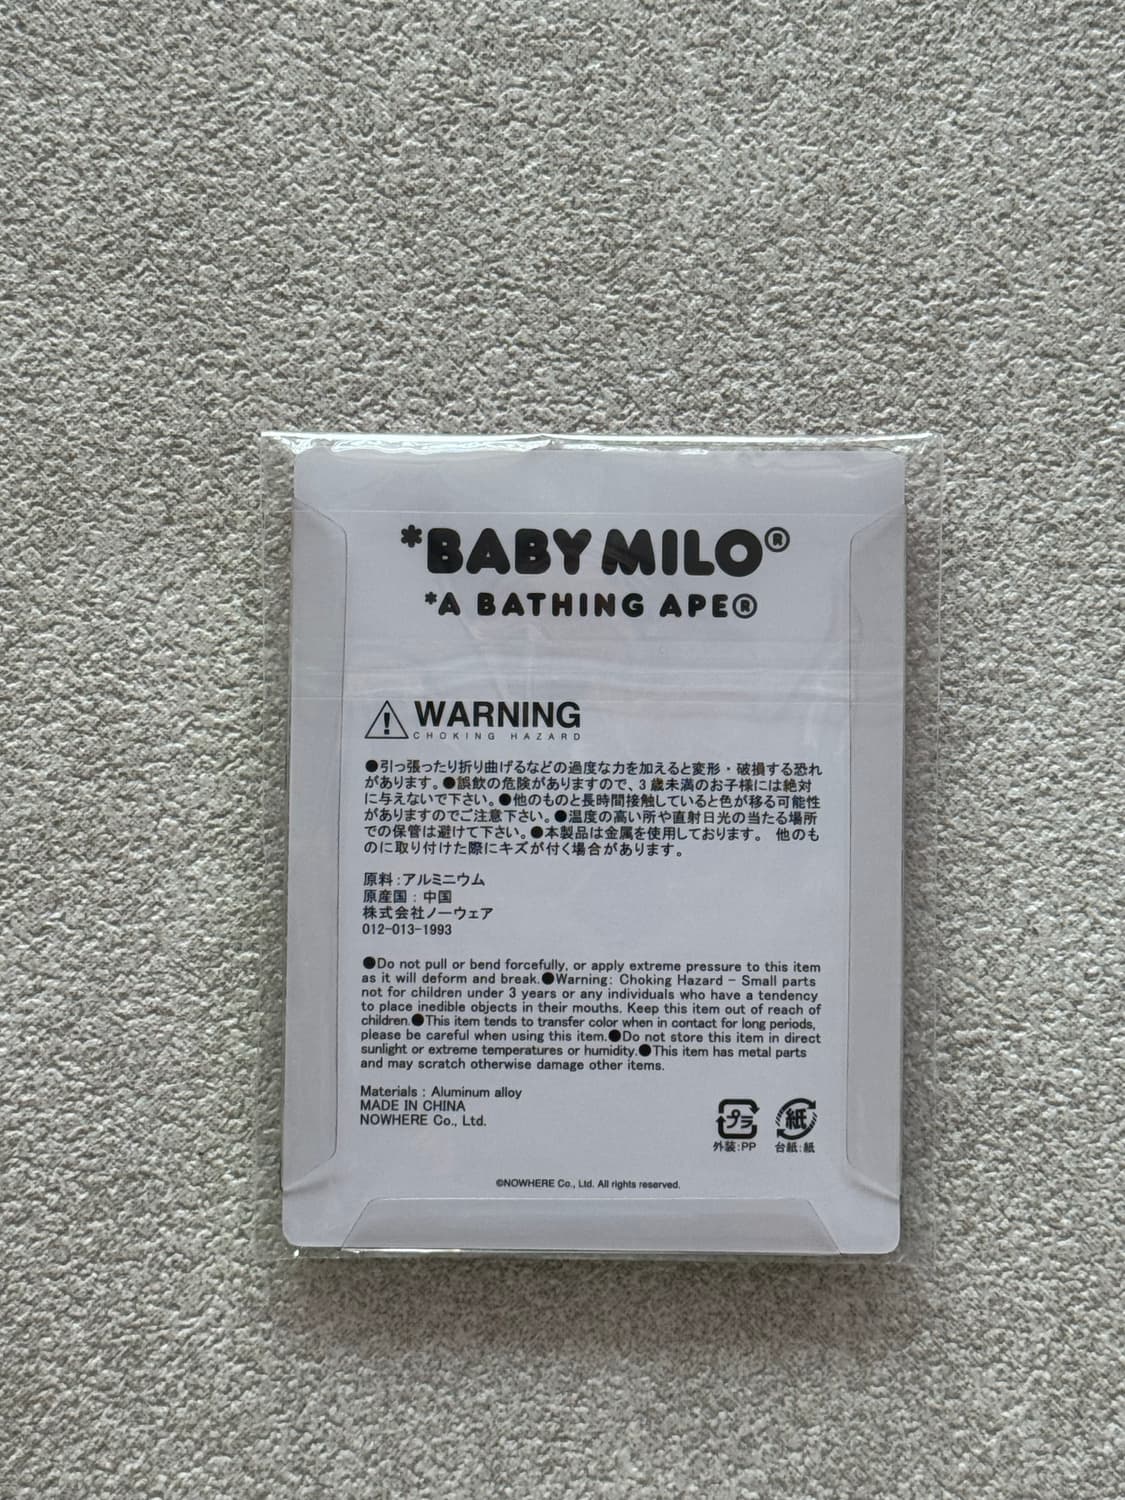 *BABY MILO®
*A BATHING APE®
WARNING
CHOKING HAZARD
●引っ張ったり折り曲げるなどの過度な力を加えると変形・破損する恐れ
があります。●誤飲の危険がありますので、3歳未満のお子様には絶対
に与えないで下さい。●他のものと長時間接触していると色が移る可能性
がありますのでご注意下さい。●温度の高い所や直射日光の当たる場所
での保管は避けて下さい。●本製品は金属を使用しております。 他のも
のに取り付けた際にキズが付く場合があります。
原料:アルミニウム
原産国:中国
株式会社ノーウェア
012-013-1993
●Do not pull or bend forcefully, or apply extreme pressure to this item
as it will deform and break.●Warning: Choking Hazard - Small parts
not for children under 3 years or any individuals who have a tendency
to place inedible objects in their mouths. Keep this item out of reach of
children.●This item tends to transfer color when in contact for long periods,
please be careful when using this item.●Do not store this item in direct
sunlight or extreme temperatures or humidity.●This item has metal parts
and may scratch otherwise damage other items.
Materials : Aluminum alloy
MADE IN CHINA
NOWHERE Co., Ltd.
プラ 紙
外装:PP 台紙:紙
©NOWHERE Co., Ltd. All rights reserved.